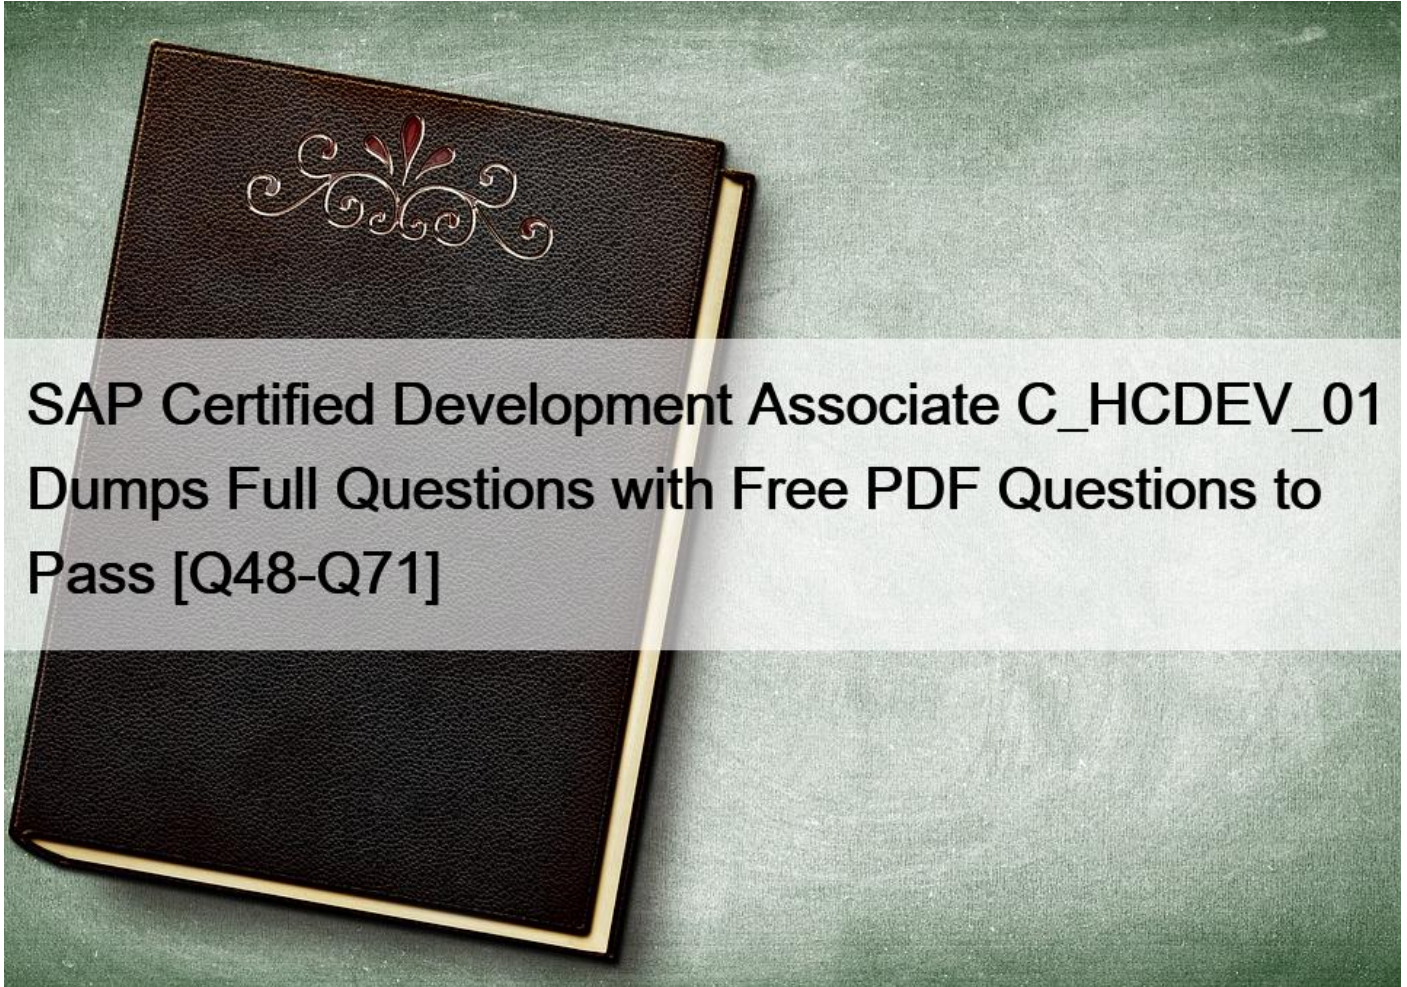 SAP Certified Development Associate C_HCDEV_01
Dumps Full Questions with Free PDF Questions to
Pass [Q48-Q71]